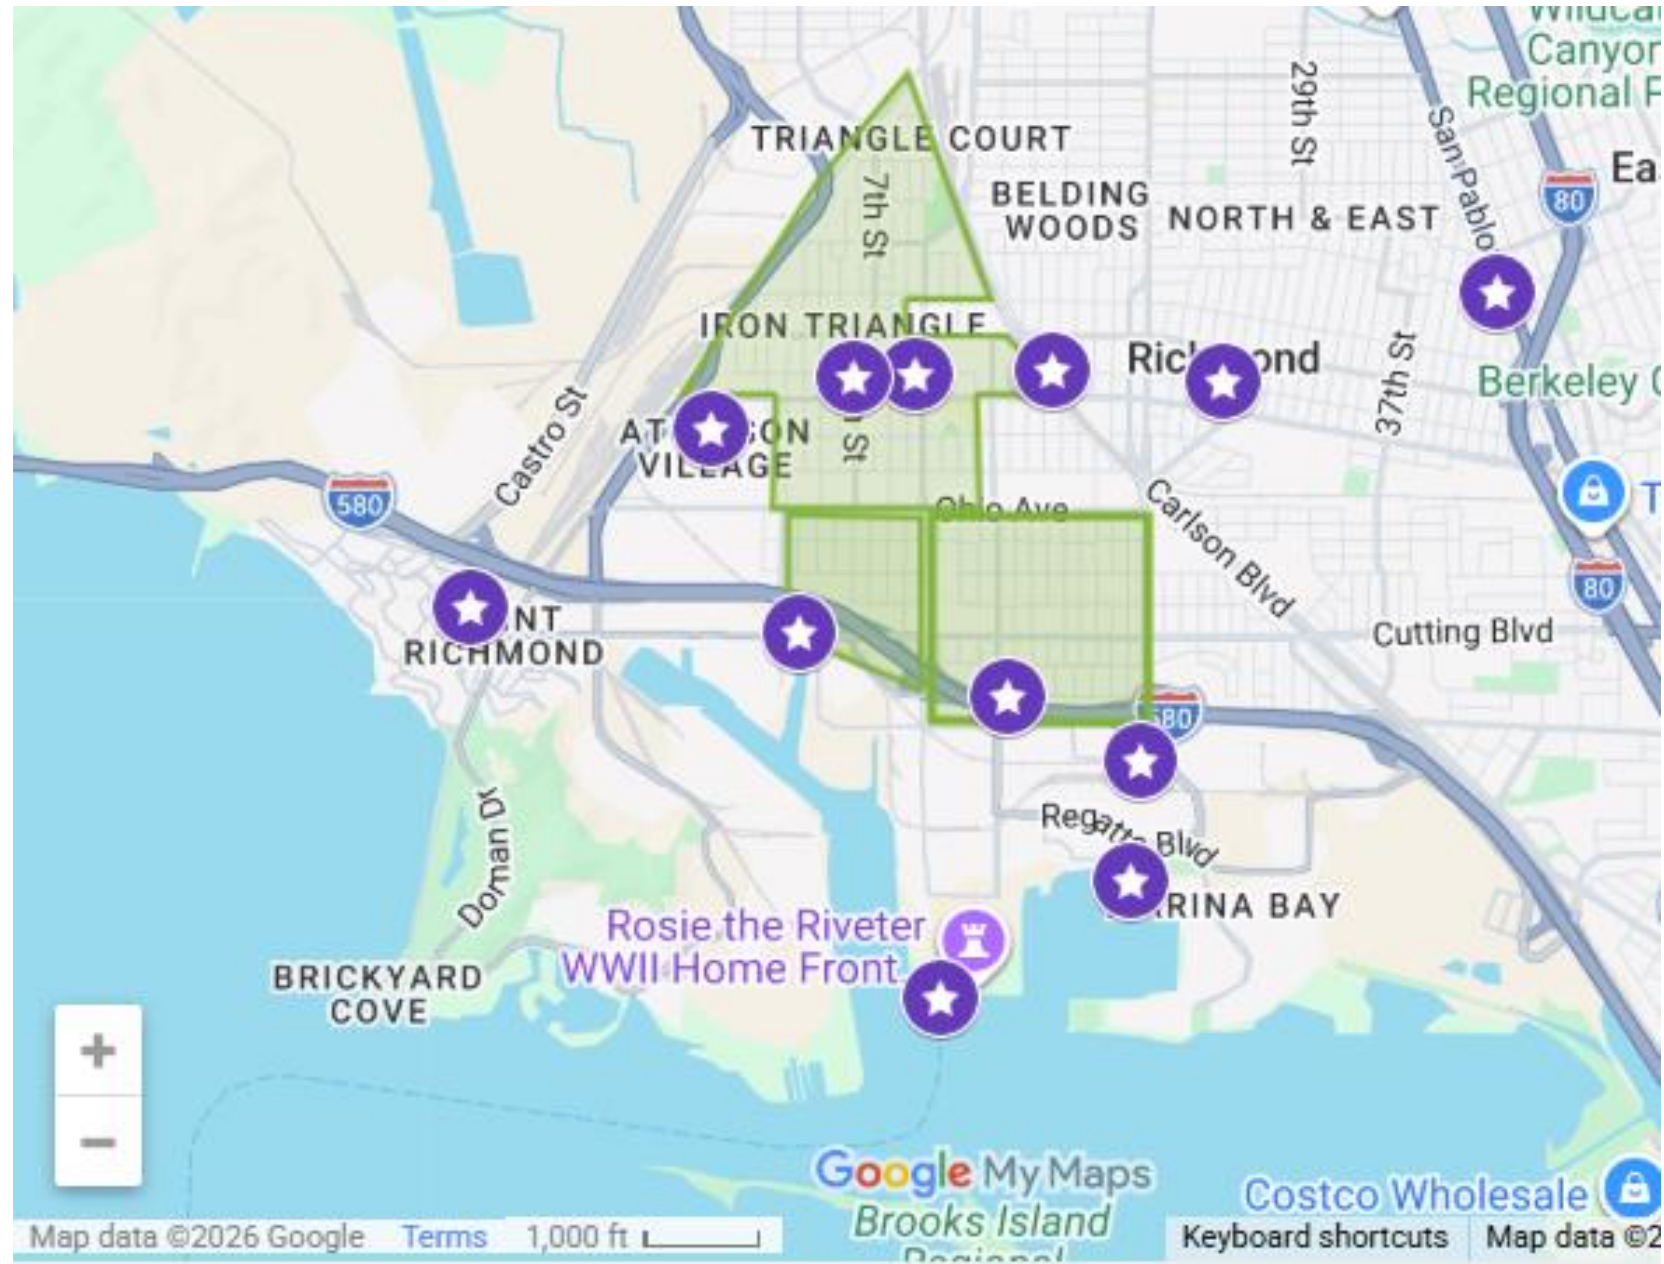 Canyon
Regional
29th St
San Pablo
TRIANGLE COURT
7th St
BELDING
WOODS
NORTH & EAST
80
IRON TRIANGLE
37th St
Berkeley
VILLAGE
St
Castro St
580
Ohio Ave
Carlson Blvd
80
Cutting Blvd
RICHMOND
580
Doman Dr
Regatta Blvd
Rosie the Riveter
WWII Home Front
BRICKYARD
COVE
+
−
Google My Maps
Brooks Island
Regional
Costco Wholesale
Map data ©2026 Google Terms 1,000 ft Keyboard shortcuts Map data ©2